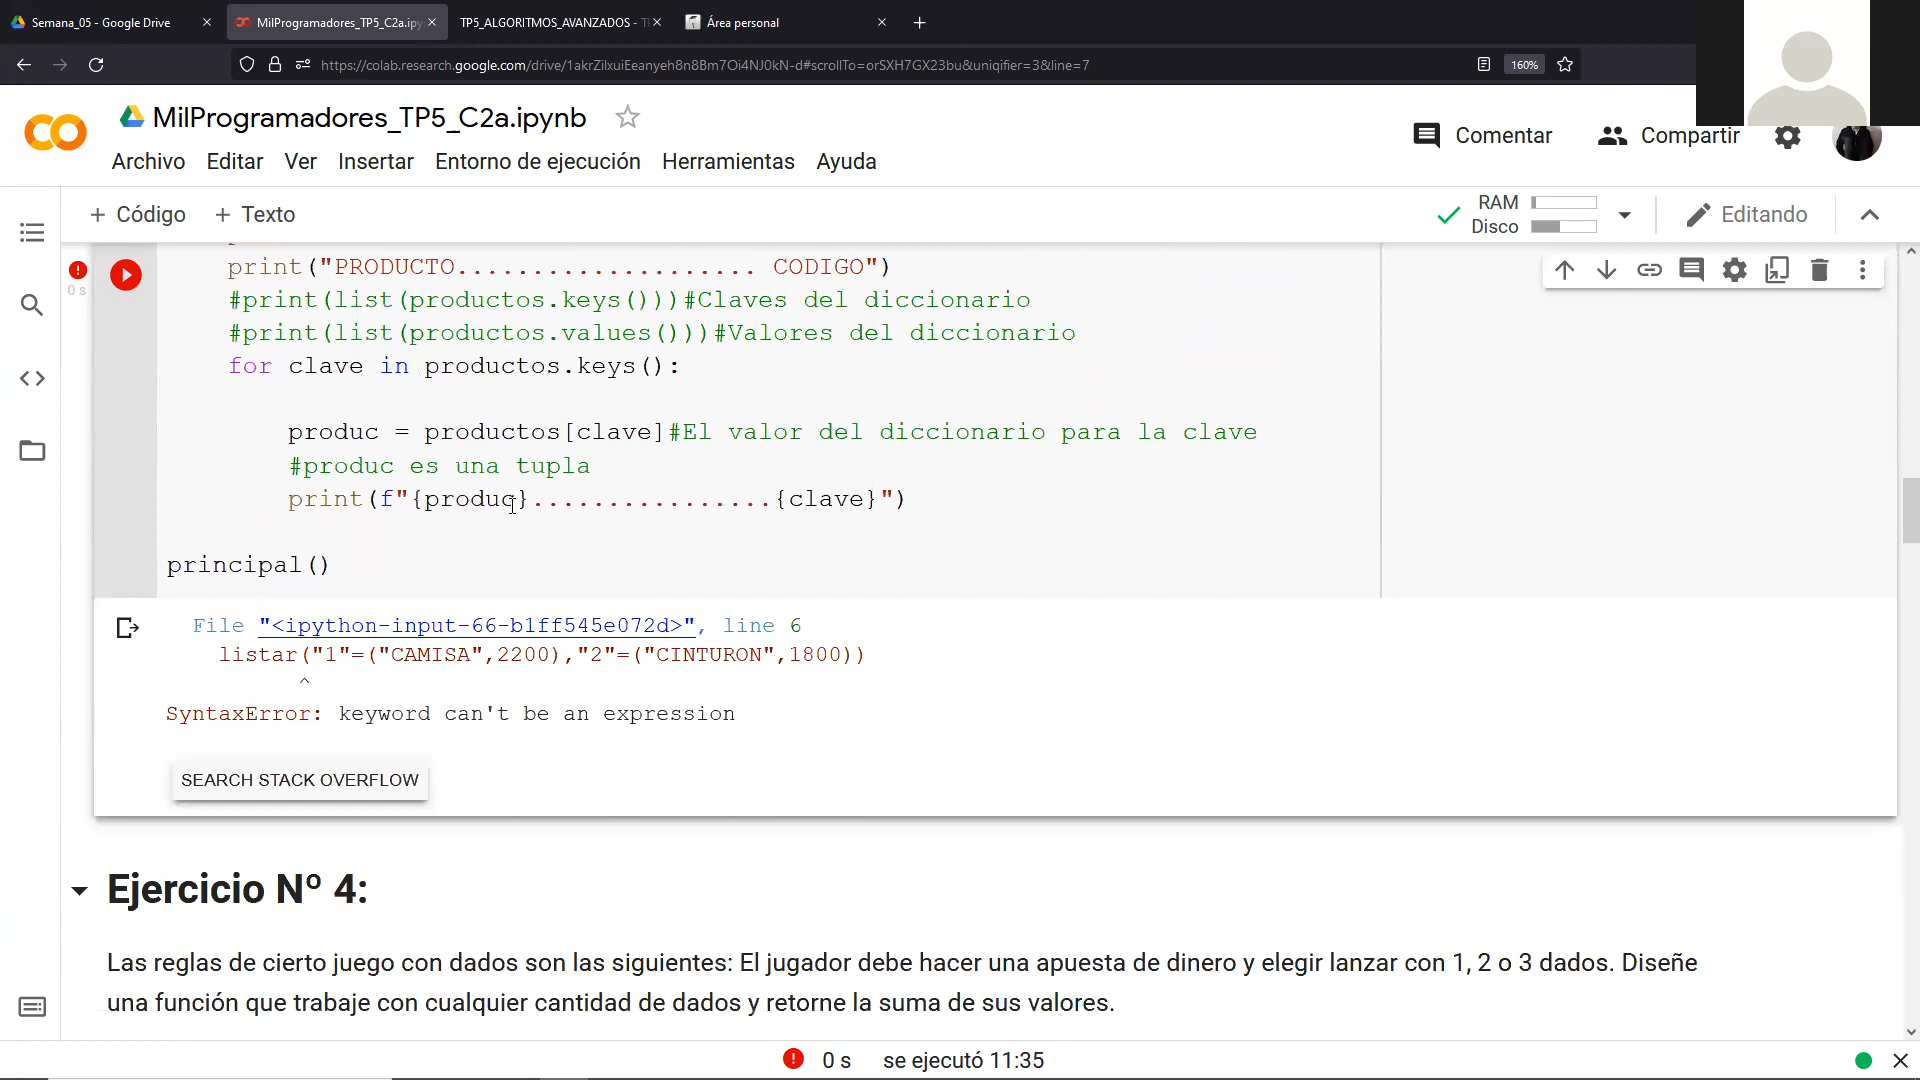 Semana_05 - Google Drive
MilProgramadores_TP5_C2a.ipy
TP5_ALGORITMOS_AVANZADOS - T
Área personal
https://colab.research.google.com/drive/1akrZilxuiEeanyeh8n8Bm7Oi4NJ0kN-d#scrollTo=orSXH7GX23bu&uniqifier=3&line=7
160%
MilProgramadores_TP5_C2a.ipynb
Archivo Editar Ver Insertar Entorno de ejecución Herramientas Ayuda
Comentar
Compartir
+ Código + Texto
RAM
Disco
Editando
0 s
print("PRODUCTO.................... CODIGO")
#print(list(productos.keys()))#Claves del diccionario
#print(list(productos.values()))#Valores del diccionario
for clave in productos.keys():
produc = productos[clave]#El valor del diccionario para la clave
#produc es una tupla
print(f"{produc}................{clave}")
principal()
File "<ipython-input-66-b1ff545e072d>", line 6
listar("1"=("CAMISA",2200),"2"=("CINTURON",1800))
^
SyntaxError: keyword can't be an expression
SEARCH STACK OVERFLOW
Ejercicio Nº 4:
Las reglas de cierto juego con dados son las siguientes: El jugador debe hacer una apuesta de dinero y elegir lanzar con 1, 2 o 3 dados. Diseñe
una función que trabaje con cualquier cantidad de dados y retorne la suma de sus valores.
0 s se ejecutó 11:35